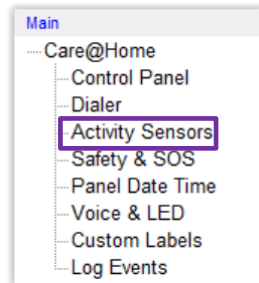 Main
Care@Home
Control Panel
Dialer
Activity Sensors
Safety & SOS
Panel Date Time
Voice & LED
Custom Labels
Log Events